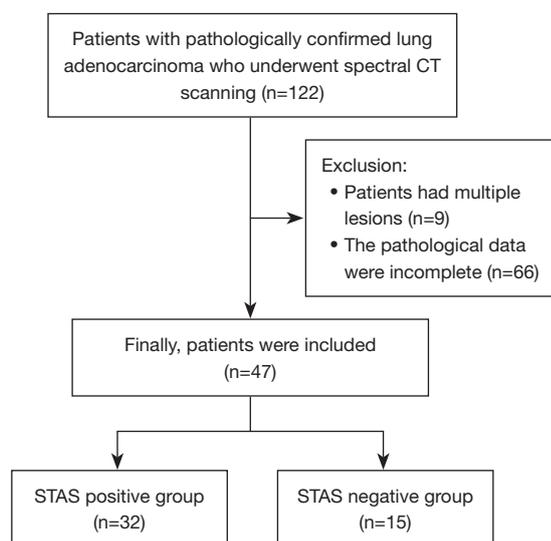 Patients with pathologically confirmed lung
adenocarcinoma who underwent spectral CT
scanning (n=122)
Exclusion:
• Patients had multiple
lesions (n=9)
• The pathological data
were incomplete (n=66)
Finally, patients were included
(n=47)
STAS positive group
(n=32)
STAS negative group
(n=15)